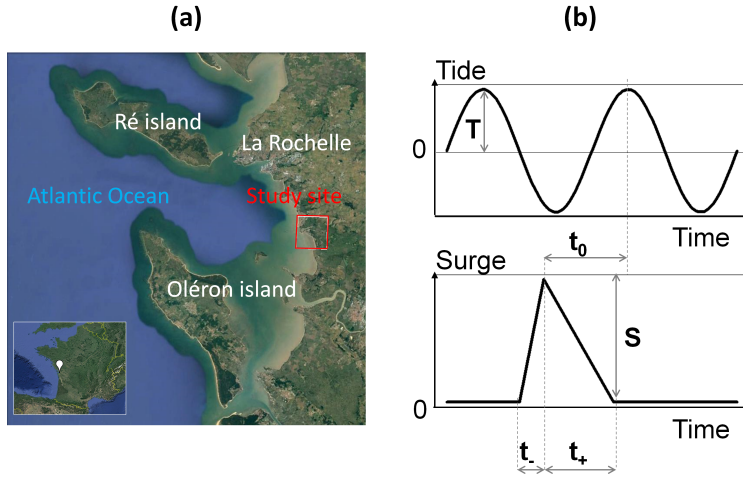 (a)
Ré island
La Rochelle
Atlantic Ocean
Study site
Oléron island
(b)
Tide
T
0
Time
t0
Surge
S
0
Time
t-
t+